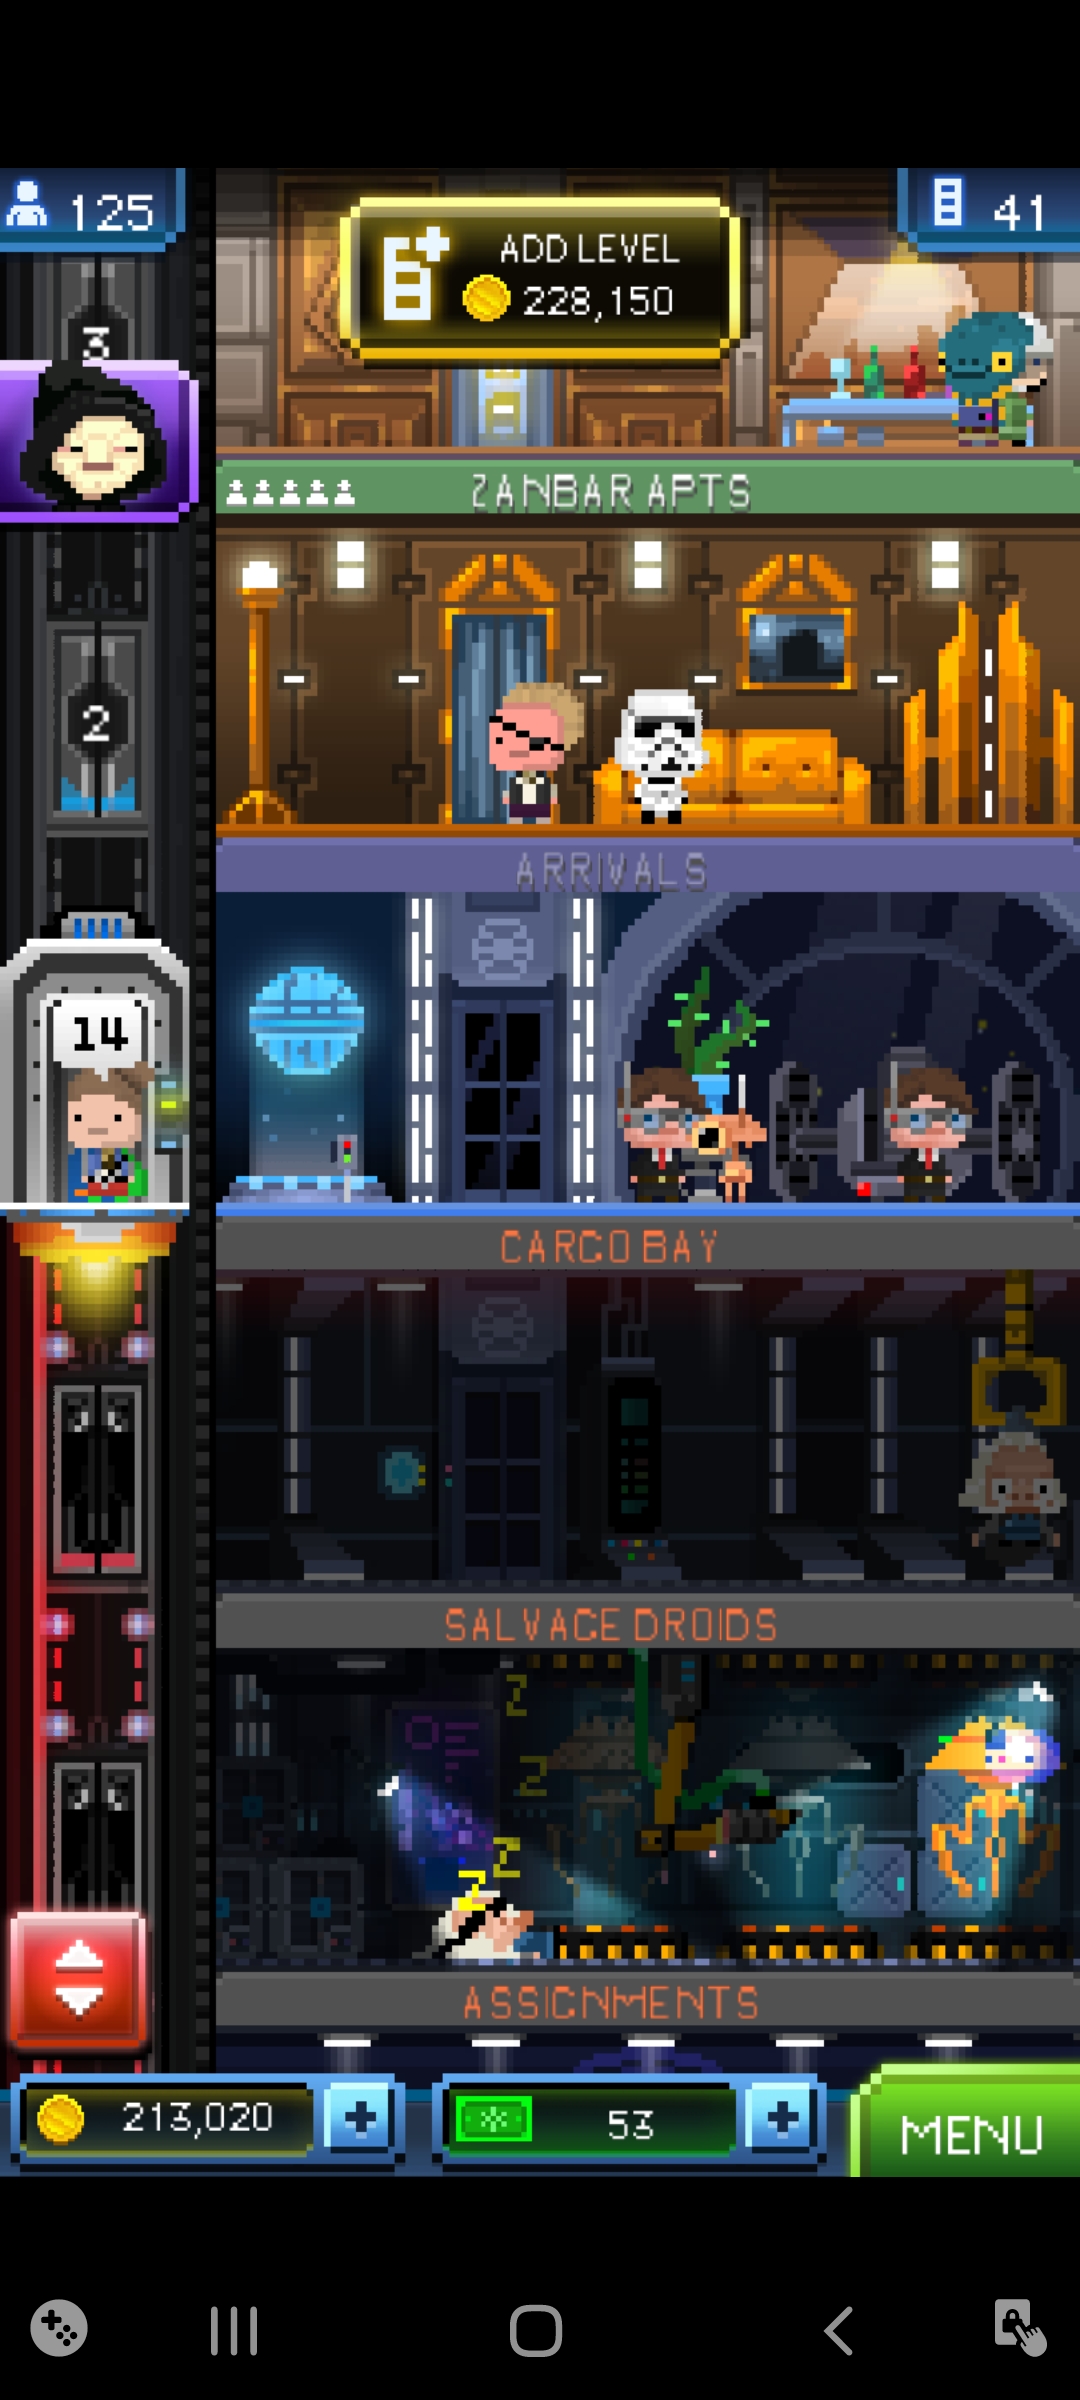 125
ADD LEVEL
228,150
41
3
ZANBAR APTS
2
ARRIVALS
14
CARGO BAY
SALVAGE DROIDS
Z
Z
Z
Z
ASSIGNMENTS
213,020
53
MENU